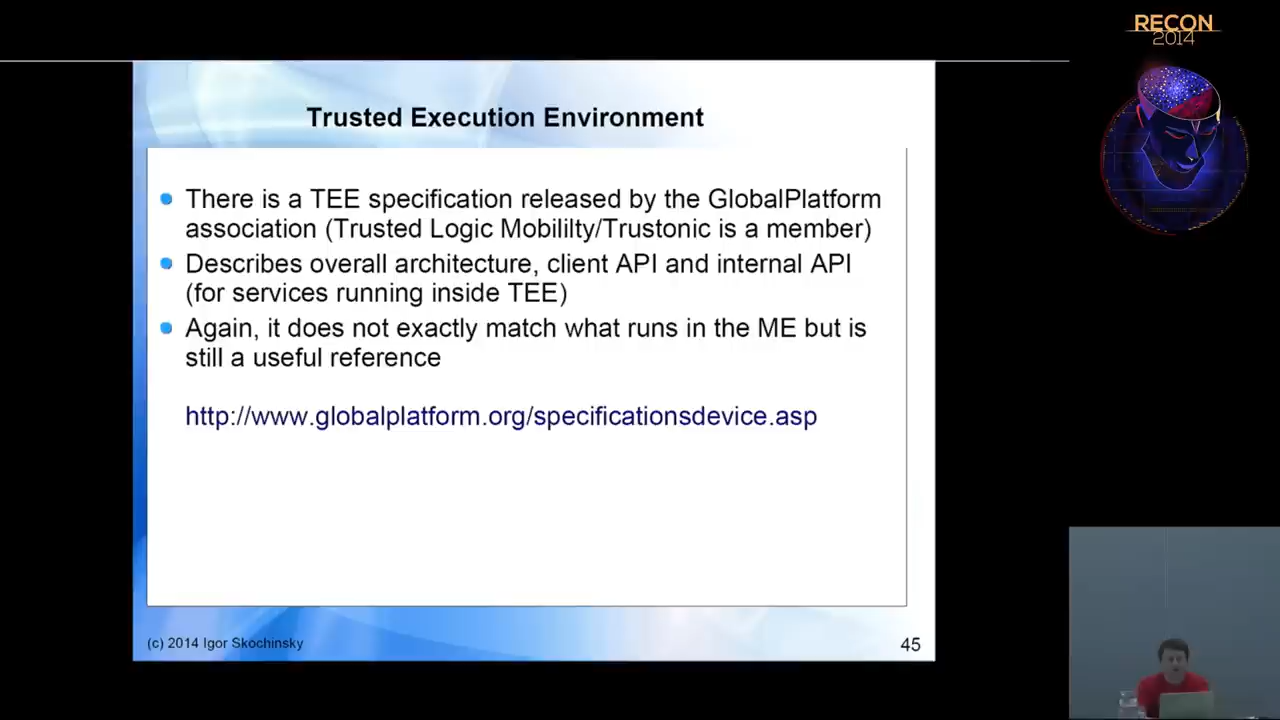 RECON
2014
Trusted Execution Environment
There is a TEE specification released by the GlobalPlatform
association (Trusted Logic Mobililty/Trustonic is a member)
Describes overall architecture, client API and internal API
(for services running inside TEE)
Again, it does not exactly match what runs in the ME but is
still a useful reference
http://www.globalplatform.org/specificationsdevice.asp
(c) 2014 Igor Skochinsky
45